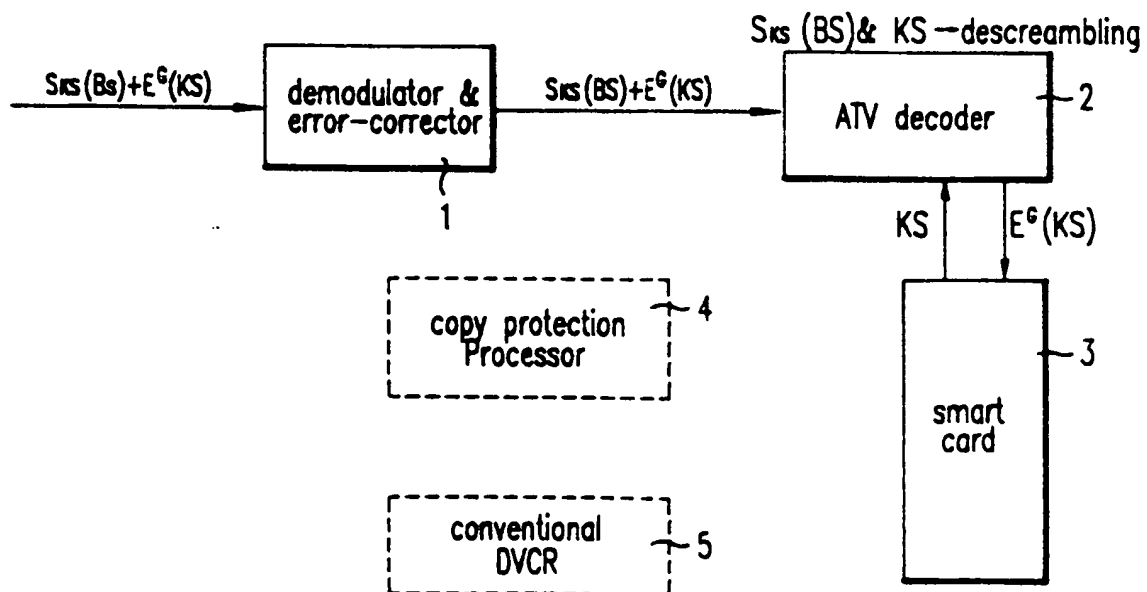 SKS (BS)& KS—descreambling
SKS(Bs)+E^G(KS)
demodulator &
error-corrector
1
SKS(BS)+E^G(KS)
ATV decoder
2
KS
E^G(KS)
copy protection
Processor
4
smart
card
3
conventional
DVCR
5